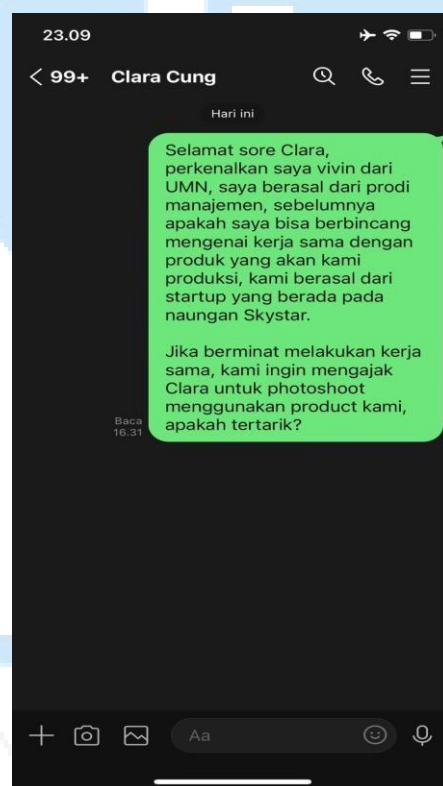 23.09
< 99+ Clara Cung
Hari ini
Selamat sore Clara,
perkenalkan saya vivin dari
UMN, saya berasal dari prodi
manajemen, sebelumnya
apakah saya bisa berbincang
mengenai kerja sama dengan
produk yang akan kami
produksi, kami berasal dari
startup yang berada pada
naungan Skystar.
Jika berminat melakukan kerja
sama, kami ingin mengajak
Clara untuk photoshoot
menggunakan product kami,
apakah tertarik?
Baca
16.31
Aa